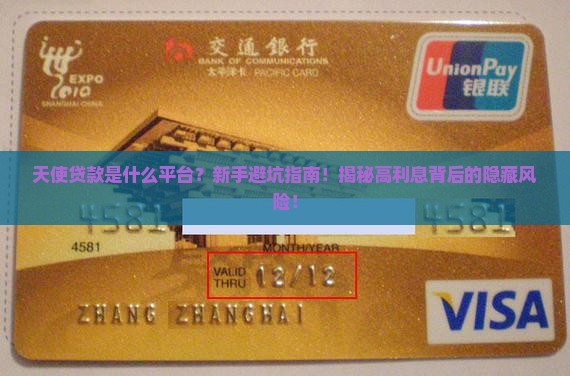 EXPO
2010
SHANGHAI CHINA
交通銀行
BANK OF COMMUNICATIONS
太平洋卡 PACIFIC CARD
UnionPay
银联
天使贷款是什么平台？新手避坑指南！揭秘高利息背后的隐藏风
险！
4581
4581
MONTH/YEAR
VALID
THRU 12/12
ZHANG ZHANGHAI
VISA